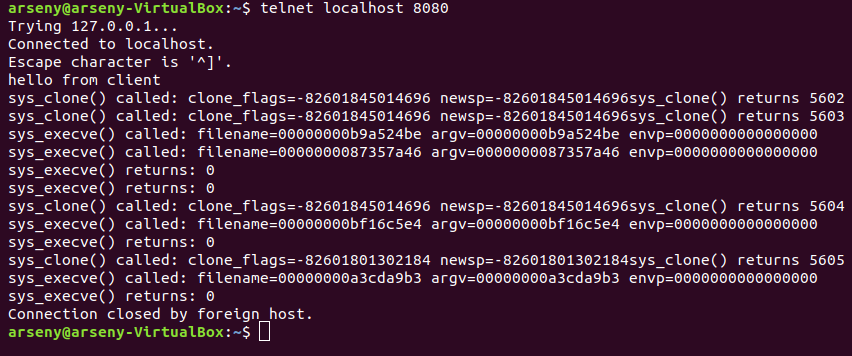 arseny@arseny-VirtualBox:~$ telnet localhost 8080
Trying 127.0.0.1...
Connected to localhost.
Escape character is '^]'.
hello from client
sys_clone() called: clone_flags=-82601845014696 newsp=-82601845014696sys_clone() returns 5602
sys_clone() called: clone_flags=-82601845014696 newsp=-82601845014696sys_clone() returns 5603
sys_execve() called: filename=00000000b9a524be argv=00000000b9a524be envp=0000000000000000
sys_execve() called: filename=0000000087357a46 argv=0000000087357a46 envp=0000000000000000
sys_execve() returns: 0
sys_execve() returns: 0
sys_clone() called: clone_flags=-82601845014696 newsp=-82601845014696sys_clone() returns 5604
sys_execve() called: filename=00000000bf16c5e4 argv=00000000bf16c5e4 envp=0000000000000000
sys_execve() returns: 0
sys_clone() called: clone_flags=-82601801302184 newsp=-82601801302184sys_clone() returns 5605
sys_execve() called: filename=00000000a3cda9b3 argv=00000000a3cda9b3 envp=0000000000000000
sys_execve() returns: 0
Connection closed by foreign host.
arseny@arseny-VirtualBox:~$